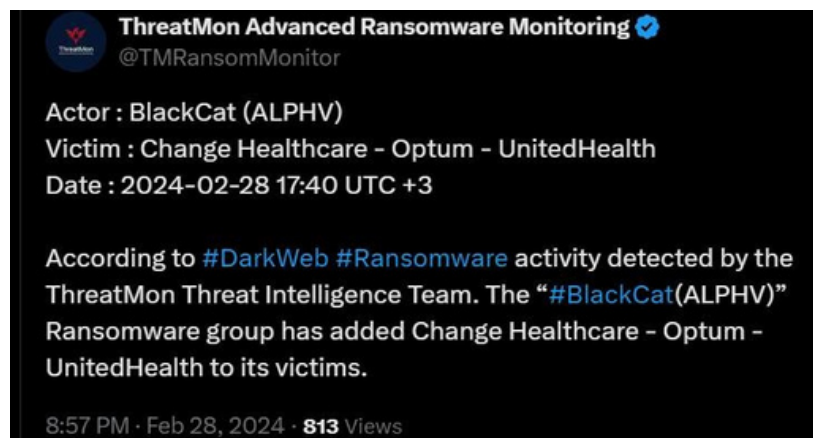 ThreatMon Advanced Ransomware Monitoring
ThreatMon
@TMRansomMonitor
Actor : BlackCat (ALPHV)
Victim : Change Healthcare - Optum - UnitedHealth
Date : 2024-02-28 17:40 UTC +3
According to #DarkWeb #Ransomware activity detected by the
ThreatMon Threat Intelligence Team. The “#BlackCat(ALPHV)”
Ransomware group has added Change Healthcare - Optum -
UnitedHealth to its victims.
8:57 PM · Feb 28, 2024 · 813 Views